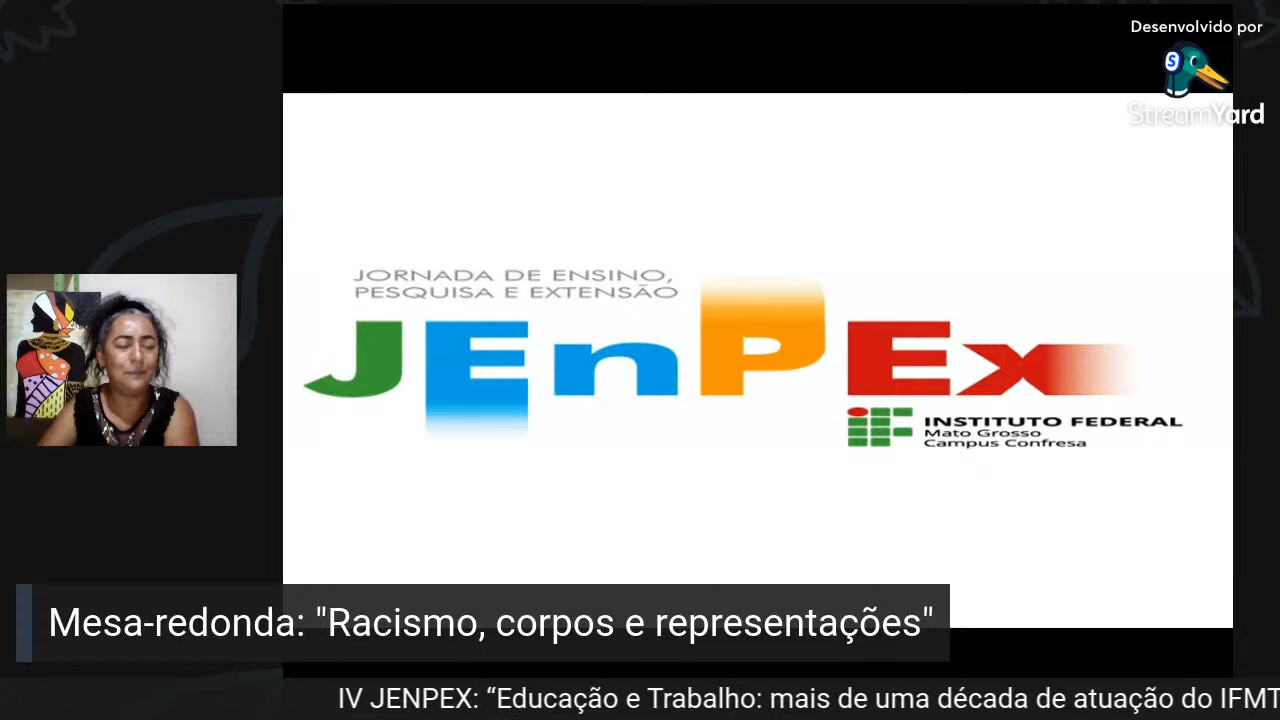 Desenvolvido por
StreamYard
JORNADA DE ENSINO,
PESQUISA E EXTENSÃO
JEnPEx
INSTITUTO FEDERAL
Mato Grosso
Campus Confresa
Mesa-redonda: "Racismo, corpos e representações"
IV JENPEX: “Educação e Trabalho: mais de uma década de atuação do IFMT